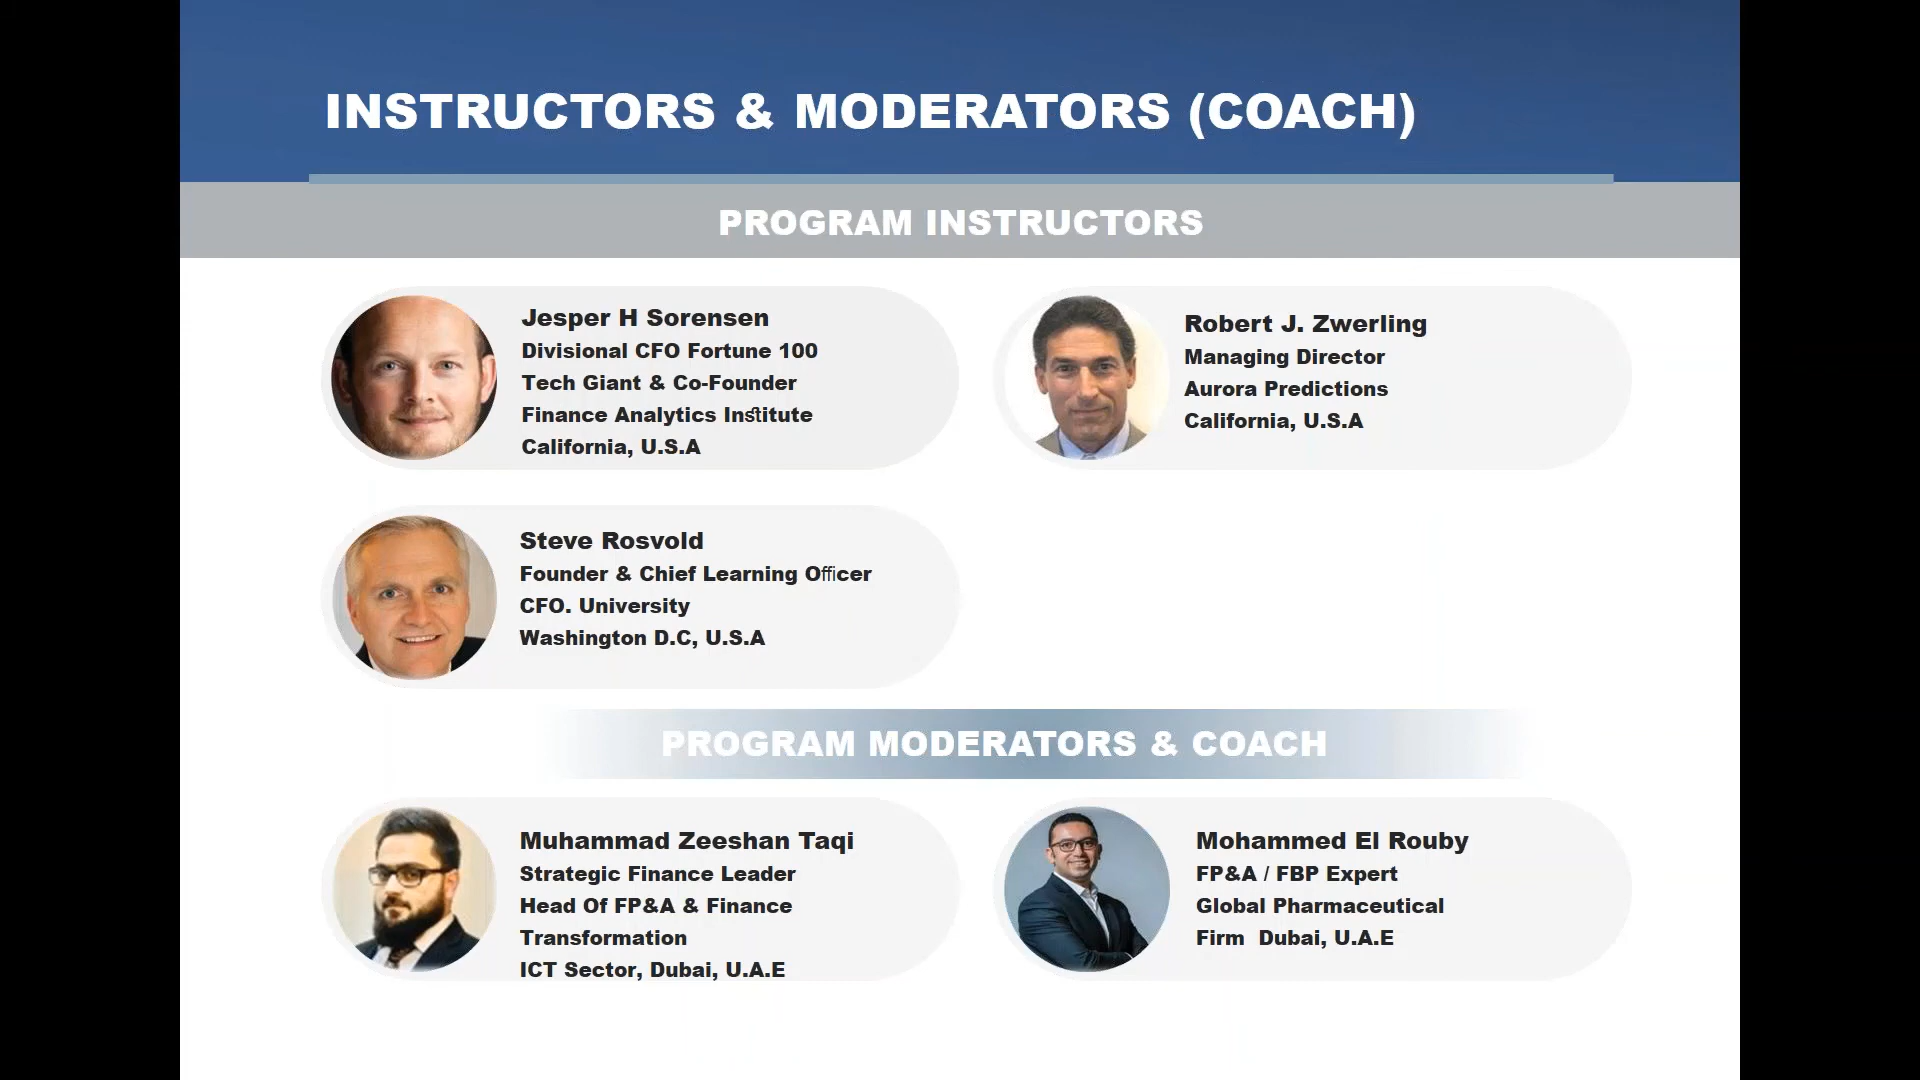 INSTRUCTORS & MODERATORS (COACH)
PROGRAM INSTRUCTORS
Jesper H Sorensen
Divisional CFO Fortune 100
Tech Giant & Co-Founder
Finance Analytics Institute
California, U.S.A
Robert J. Zwerling
Managing Director
Aurora Predictions
California, U.S.A
Steve Rosvold
Founder & Chief Learning Officer
CFO. University
Washington D.C, U.S.A
PROGRAM MODERATORS & COACH
Muhammad Zeeshan Taqi
Strategic Finance Leader
Head Of FP&A & Finance
Transformation
ICT Sector, Dubai, U.A.E
Mohammed El Rouby
FP&A / FBP Expert
Global Pharmaceutical
Firm  Dubai, U.A.E